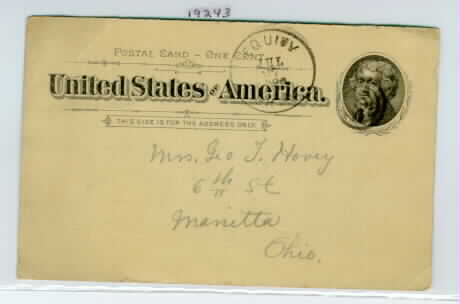 19243
POSTAL CARD – ONE CENT.
EQUITY
United States of America.
THIS SIDE IS FOR THE ADDRESS ONLY.
Mrs. Geo T. Hovey
6th St
Marietta
Ohio.